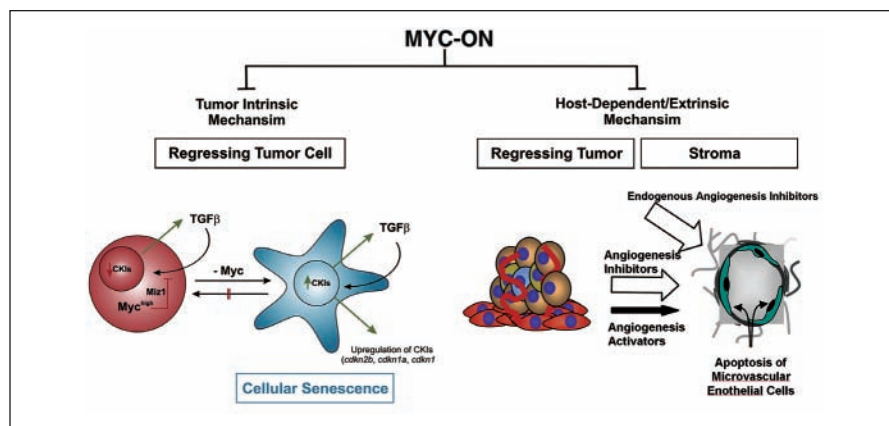 MYC-ON
Tumor Intrinsic
Mechansim
Host-Dependent/Extrinsic
Mechansim
Regressing Tumor Cell
Regressing Tumor
Stroma
TGFβ
CKIs
Miz1
Myc^high
- Myc
TGFβ
CKIs
Upregulation of CKIs
(cdkn2b, cdkn1a, cdkn1
Cellular Senescence
Endogenous Angiogenesis Inhibitors
Angiogenesis
Inhibitors
Angiogenesis
Activators
Apoptosis of
Microvascular
Enothelial Cells